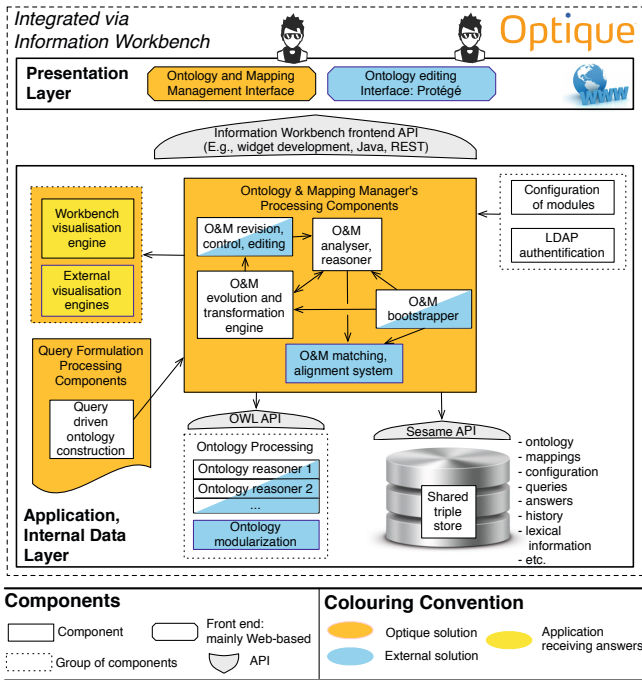 Integrated via
Information Workbench
Optique
Presentation
Layer
Ontology and Mapping
Management Interface
Ontology editing
Interface: Protégé
WWW
Information Workbench frontend API
(E.g., widget development, Java, REST)
Ontology & Mapping Manager's
Processing Components
Workbench
visualisation
engine
External
visualisation
engines
O&M revision,
control, editing
O&M
analyser,
reasoner
O&M
evolution and
transformation
engine
O&M
bootstrapper
O&M matching,
alignment system
Configuration
of modules
LDAP
authentification
Query Formulation
Processing
Components
Query
driven
ontology
construction
OWL API
Ontology Processing
Ontology reasoner 1
Ontology reasoner 2
...
Ontology
modularization
Sesame API
Shared
triple
store
- ontology
- mappings
- configuration
- queries
- answers
- history
- lexical
information
- etc.
Application,
Internal Data
Layer
Components
Component
Front end:
mainly Web-based
Group of components
API
Colouring Convention
Optique solution
External solution
Application
receiving answers